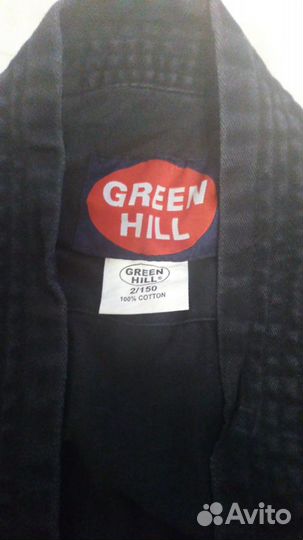 GREEN
HILL
GREEN
HILL®
2/150
100% COTTON
Avito